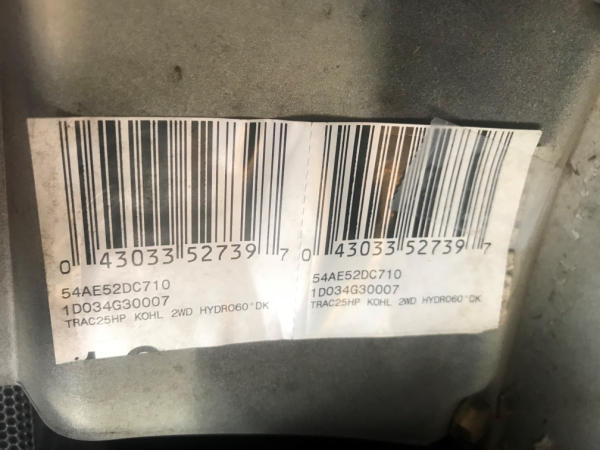 0 43033 52739 7
54AE52DC710
1D034G30007
TRAC25HP KOHL 2WD HYDRO60"DK
0 43033 52739 7
54AE52DC710
1D034G30007
TRAC25HP KOHL 2WD HYDRO60"DK